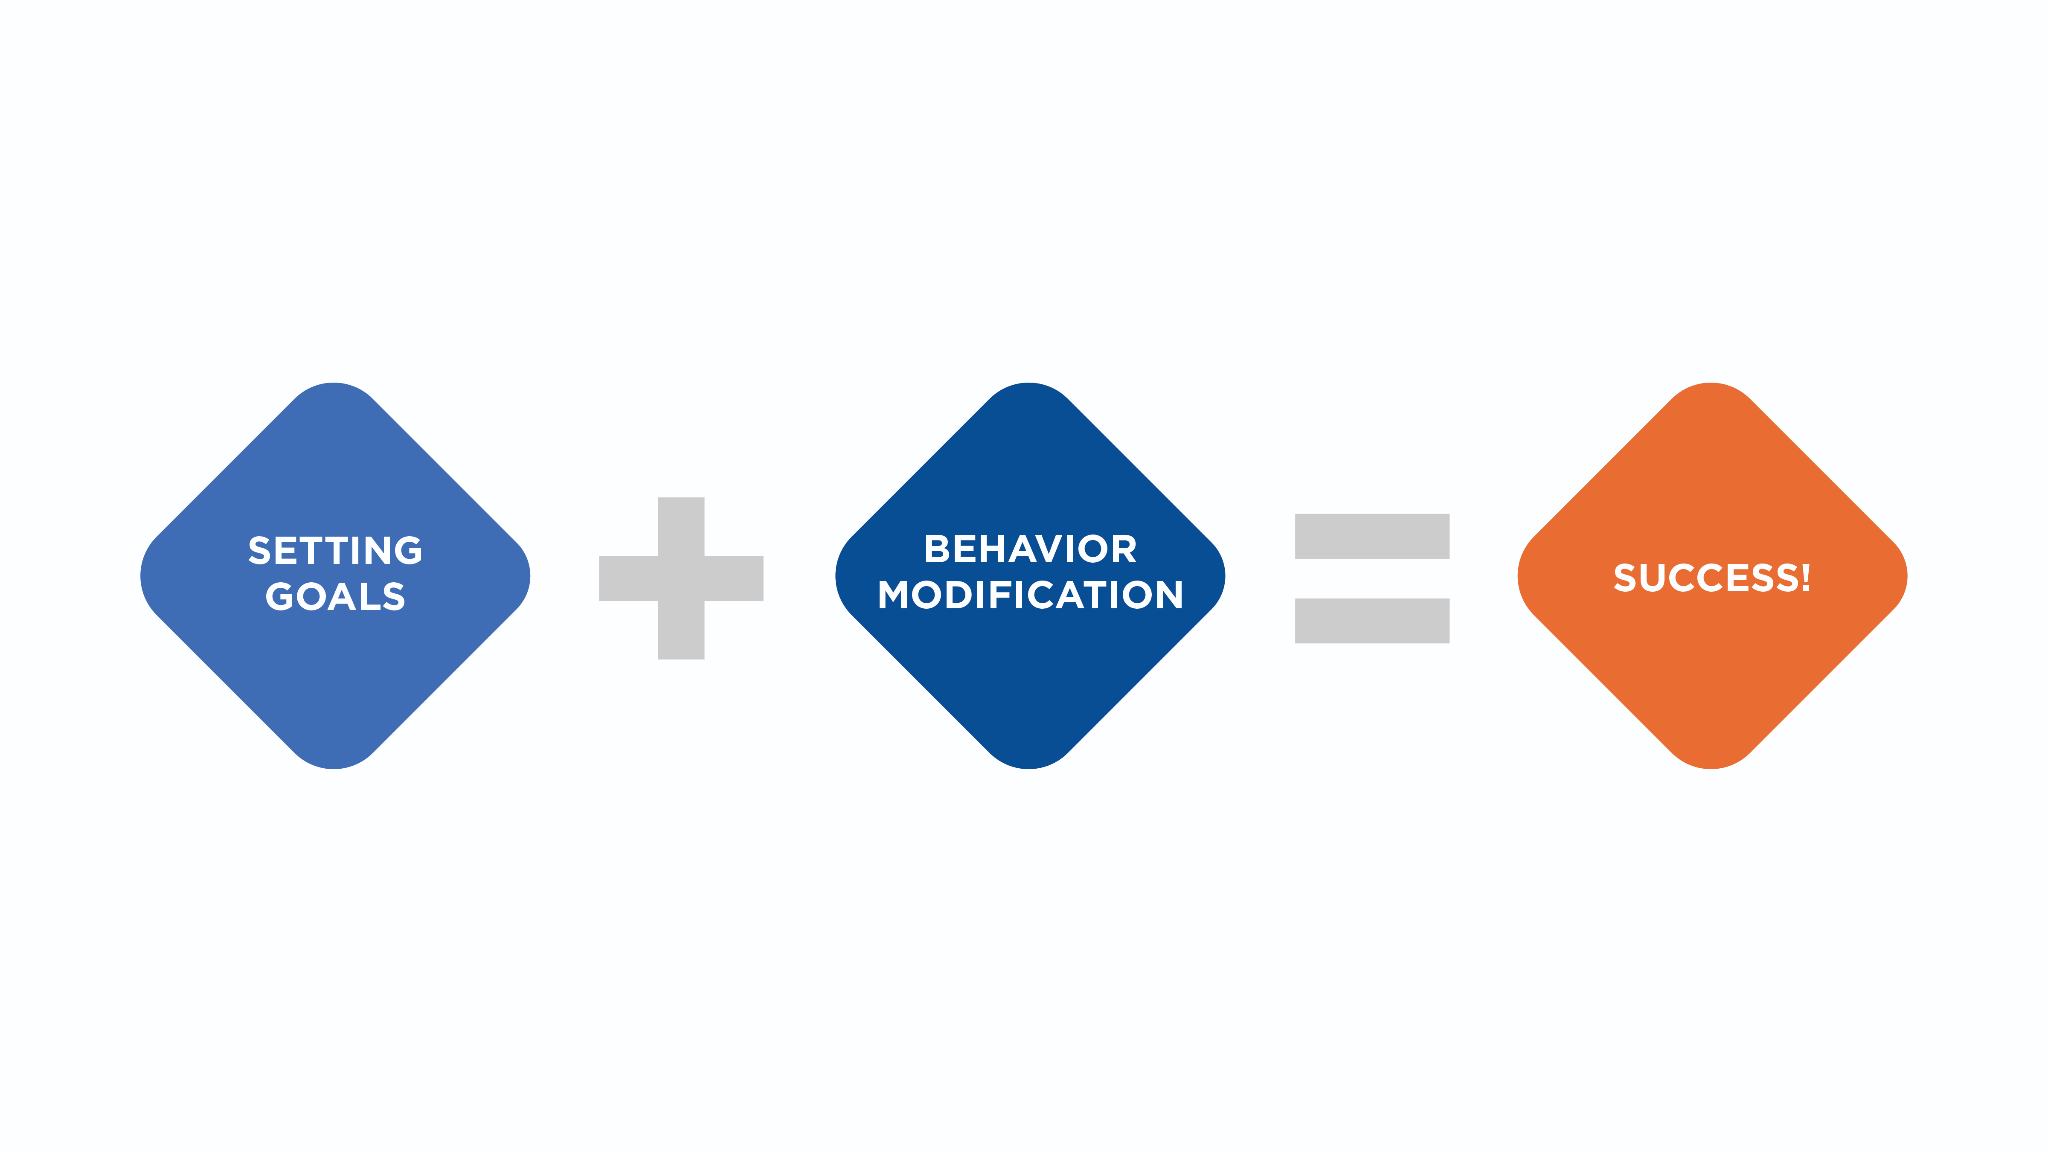 SETTING
GOALS
BEHAVIOR
MODIFICATION
SUCCESS!